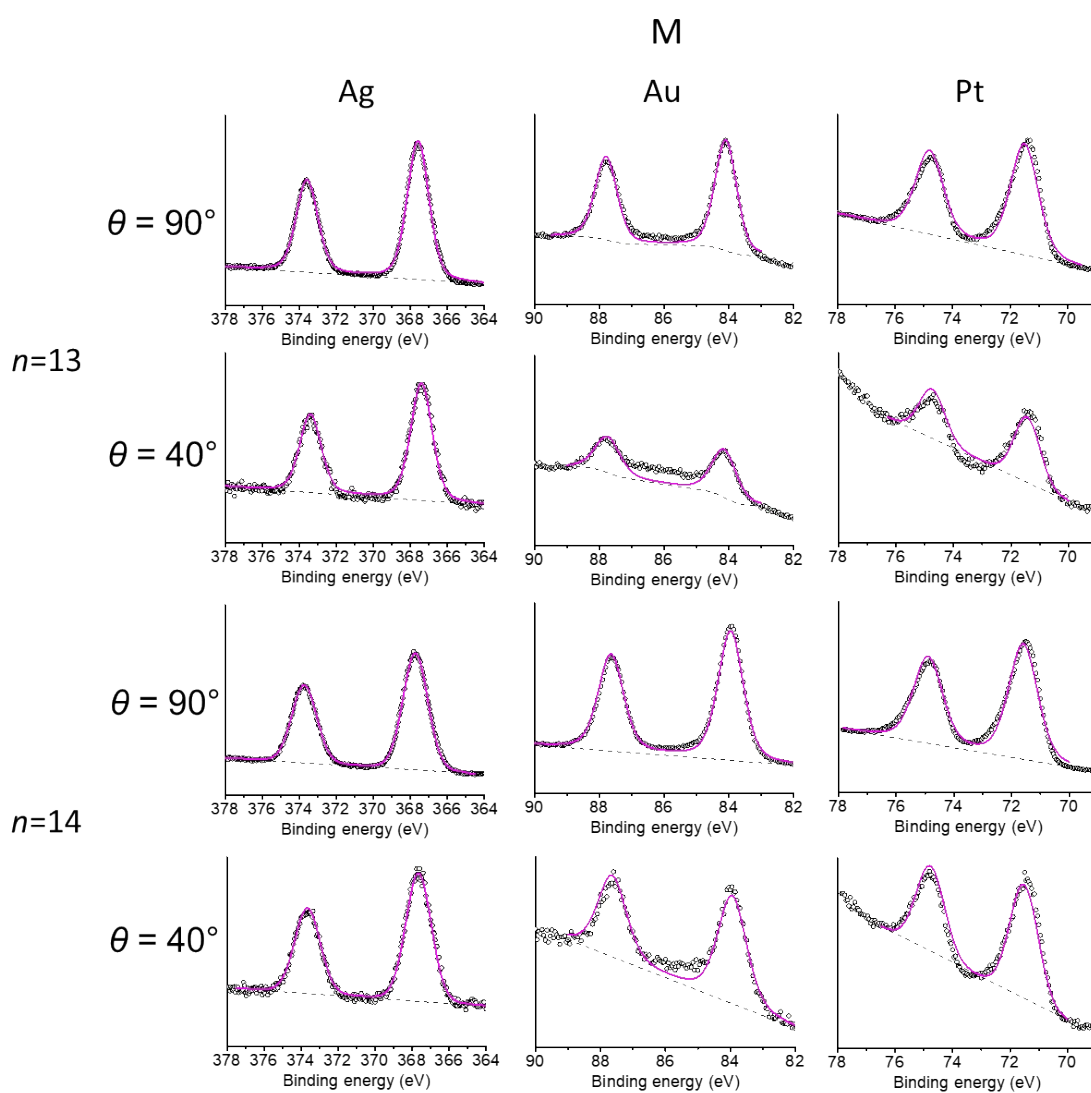 M
Ag Au Pt
θ = 90°
378 376 374 372 370 368 366 364
Binding energy (eV)
90 88 86 84 82
Binding energy (eV)
78 76 74 72 70
Binding energy (eV)
n=13
θ = 40°
378 376 374 372 370 368 366 364
Binding energy (eV)
90 88 86 84 82
Binding energy (eV)
78 76 74 72 70
Binding energy (eV)
θ = 90°
378 376 374 372 370 368 366 364
Binding energy (eV)
90 88 86 84 82
Binding energy (eV)
78 76 74 72 70
Binding energy (eV)
n=14
θ = 40°
378 376 374 372 370 368 366 364
Binding energy (eV)
90 88 86 84 82
Binding energy (eV)
78 76 74 72 70
Binding energy (eV)